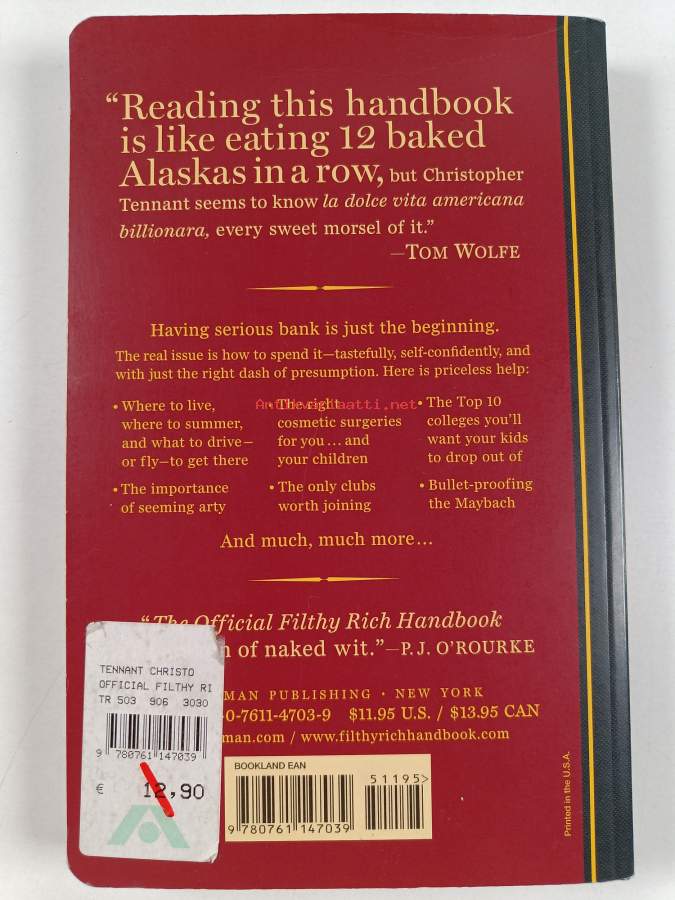 “Reading this handbook
is like eating 12 baked
Alaskas in a row, but Christopher
Tennant seems to know la dolce vita americana
billionara, every sweet morsel of it.”
—TOM WOLFE
Having serious bank is just the beginning.
The real issue is how to spend it—tastefully, self-confidently, and
with just the right dash of presumption. Here is priceless help:
• Where to live,
where to summer,
and what to drive—
or fly—to get there
• The importance
of seeming arty
• The right
cosmetic surgeries
for you ... and
your children
• The only clubs
worth joining
• The Top 10
colleges you’ll
want your kids
to drop out of
• Bullet-proofing
the Maybach
Antikvariaatti.net
And much, much more...
“The Official Filthy Rich Handbook
of naked wit.”—P.J. O’ROURKE
MAN PUBLISHING • NEW YORK
0-7611-4703-9 $11.95 U.S. / $13.95 CAN
man.com / www.filthyrichhandbook.com
BOOKLAND EAN
51195>
9 780761 147039
TENNANT CHRISTO
OFFICIAL FILTHY RI
TR 503 906 3030
9 780761 147039
€ 12,90
Printed in the U.S.A.